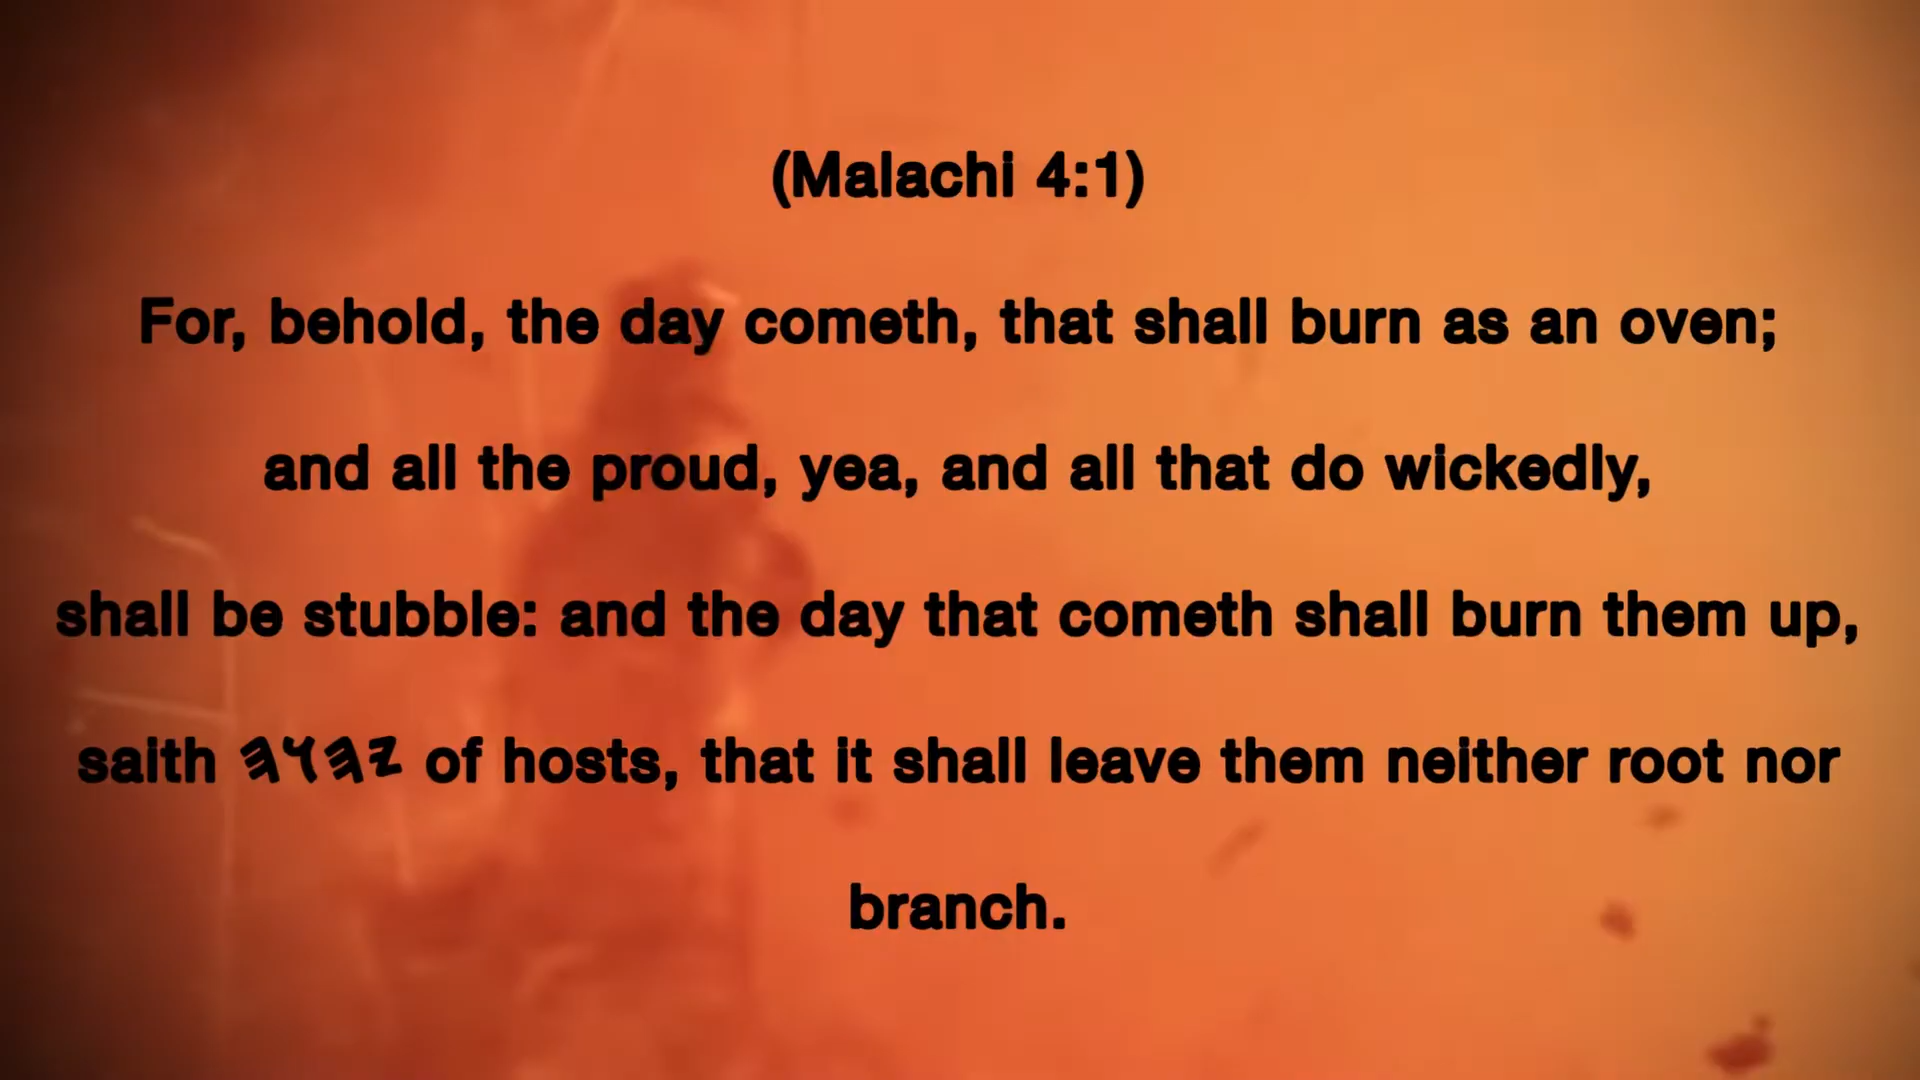 (Malachi 4:1)
For, behold, the day cometh, that shall burn as an oven;
and all the proud, yea, and all that do wickedly,
shall be stubble: and the day that cometh shall burn them up,
saith 𐤉𐤄𐤅𐤄 of hosts, that it shall leave them neither root nor
branch.